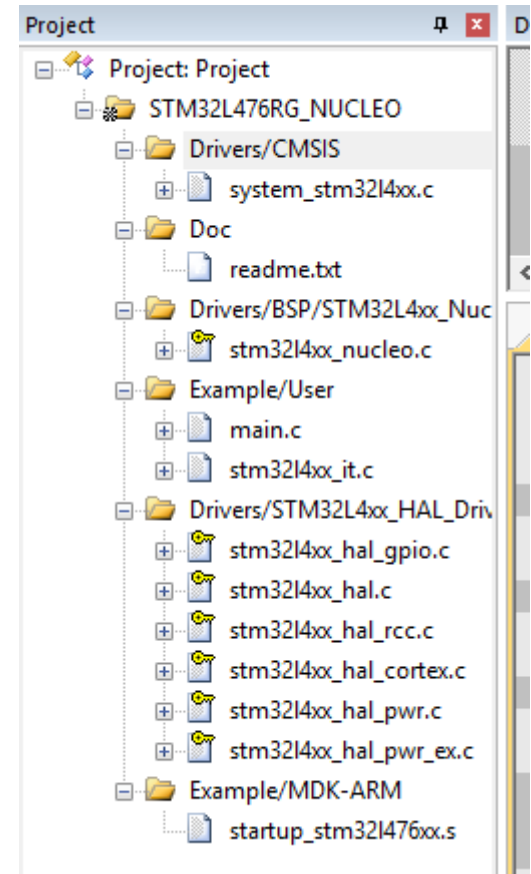 Project
D
Project: Project
STM32L476RG_NUCLEO
Drivers/CMSIS
system_stm32l4xx.c
Doc
readme.txt
Drivers/BSP/STM32L4xx_Nuc
stm32l4xx_nucleo.c
Example/User
main.c
stm32l4xx_it.c
Drivers/STM32L4xx_HAL_Driv
stm32l4xx_hal_gpio.c
stm32l4xx_hal.c
stm32l4xx_hal_rcc.c
stm32l4xx_hal_cortex.c
stm32l4xx_hal_pwr.c
stm32l4xx_hal_pwr_ex.c
Example/MDK-ARM
startup_stm32l476xx.s